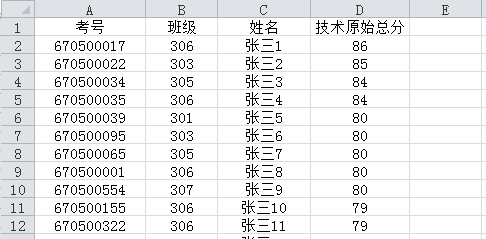 A B C D E
1 考号 班级 姓名 技术原始总分
2 670500017 306 张三1 86
3 670500022 303 张三2 85
4 670500034 305 张三3 84
5 670500035 306 张三4 84
6 670500039 301 张三5 80
7 670500095 303 张三6 80
8 670500065 305 张三7 80
9 670500001 306 张三8 80
10 670500554 307 张三9 80
11 670500155 306 张三10 79
12 670500322 306 张三11 79